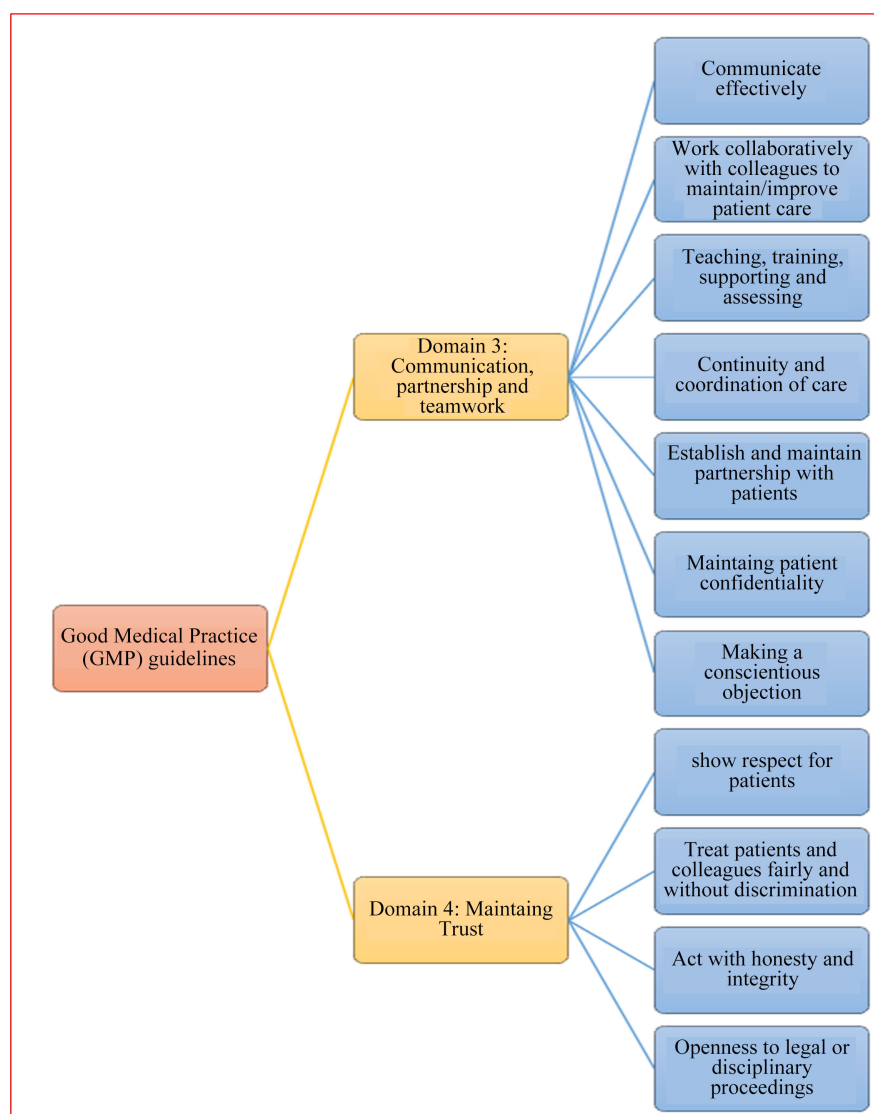 Good Medical Practice
(GMP) guidelines
Domain 3:
Communication,
partnership and
teamwork
Communicate
effectively
Work collaboratively
with colleagues to
maintain/improve
patient care
Teaching, training,
supporting and
assessing
Continuity and
coordination of care
Establish and maintain
partnership with
patients
Maintaing patient
confidentiality
Making a
conscientious
objection
Domain 4: Maintaing
Trust
show respect for
patients
Treat patients and
colleagues fairly and
without discrimination
Act with honesty and
integrity
Openness to legal or
disciplinary
proceedings